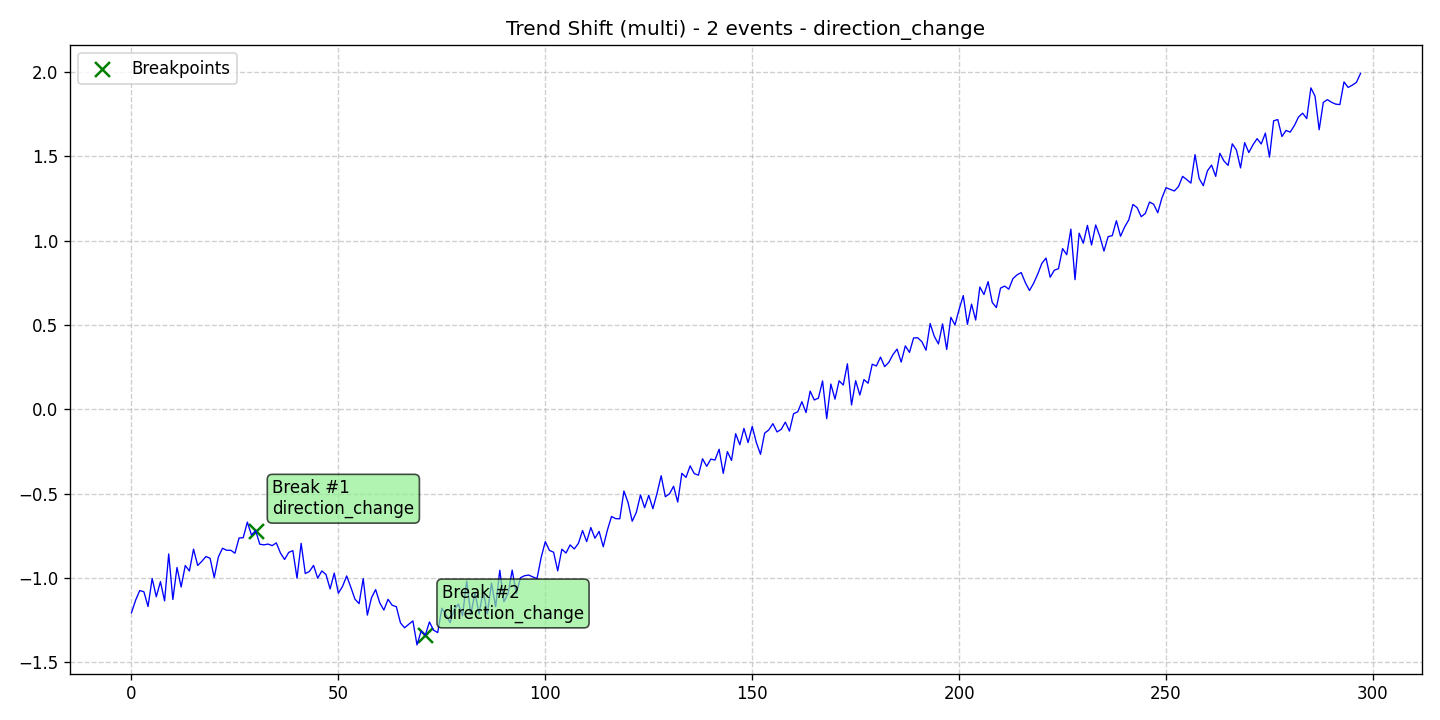 Trend Shift (multi) - 2 events - direction_change
Breakpoints
2.0
1.5
1.0
0.5
0.0
−0.5
−1.0
−1.5
Break #1
direction_change
Break #2
direction_change
0
50
100
150
200
250
300